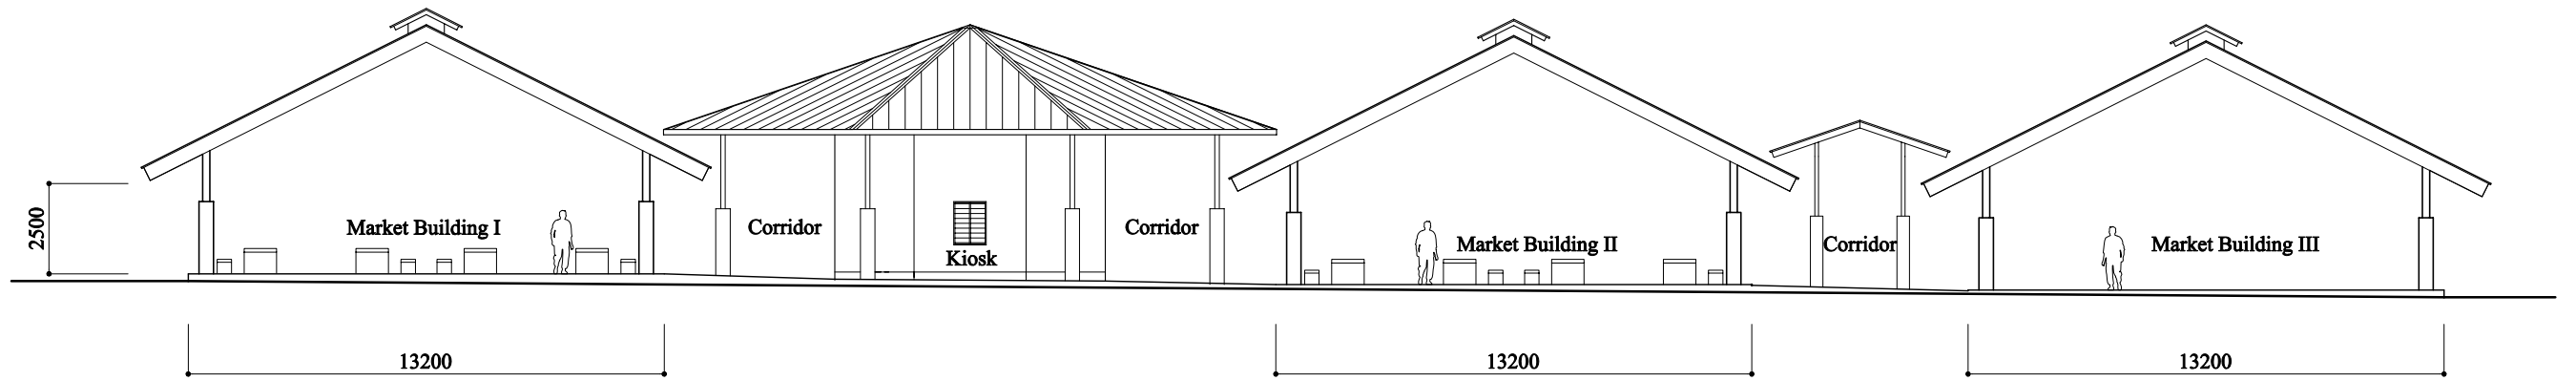 2500
Market Building I
Corridor
Kiosk
Corridor
Market Building II
Corridor
Market Building III
13200
13200
13200